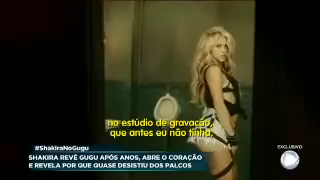 no estúdio de gravação,
que antes eu não tinha.
#ShakiraNoGugu
SHAKIRA REVÊ GUGU APÓS ANOS, ABRE O CORAÇÃO
E REVELA POR QUE QUASE DESISTIU DOS PALCOS
EXCLUSIVO